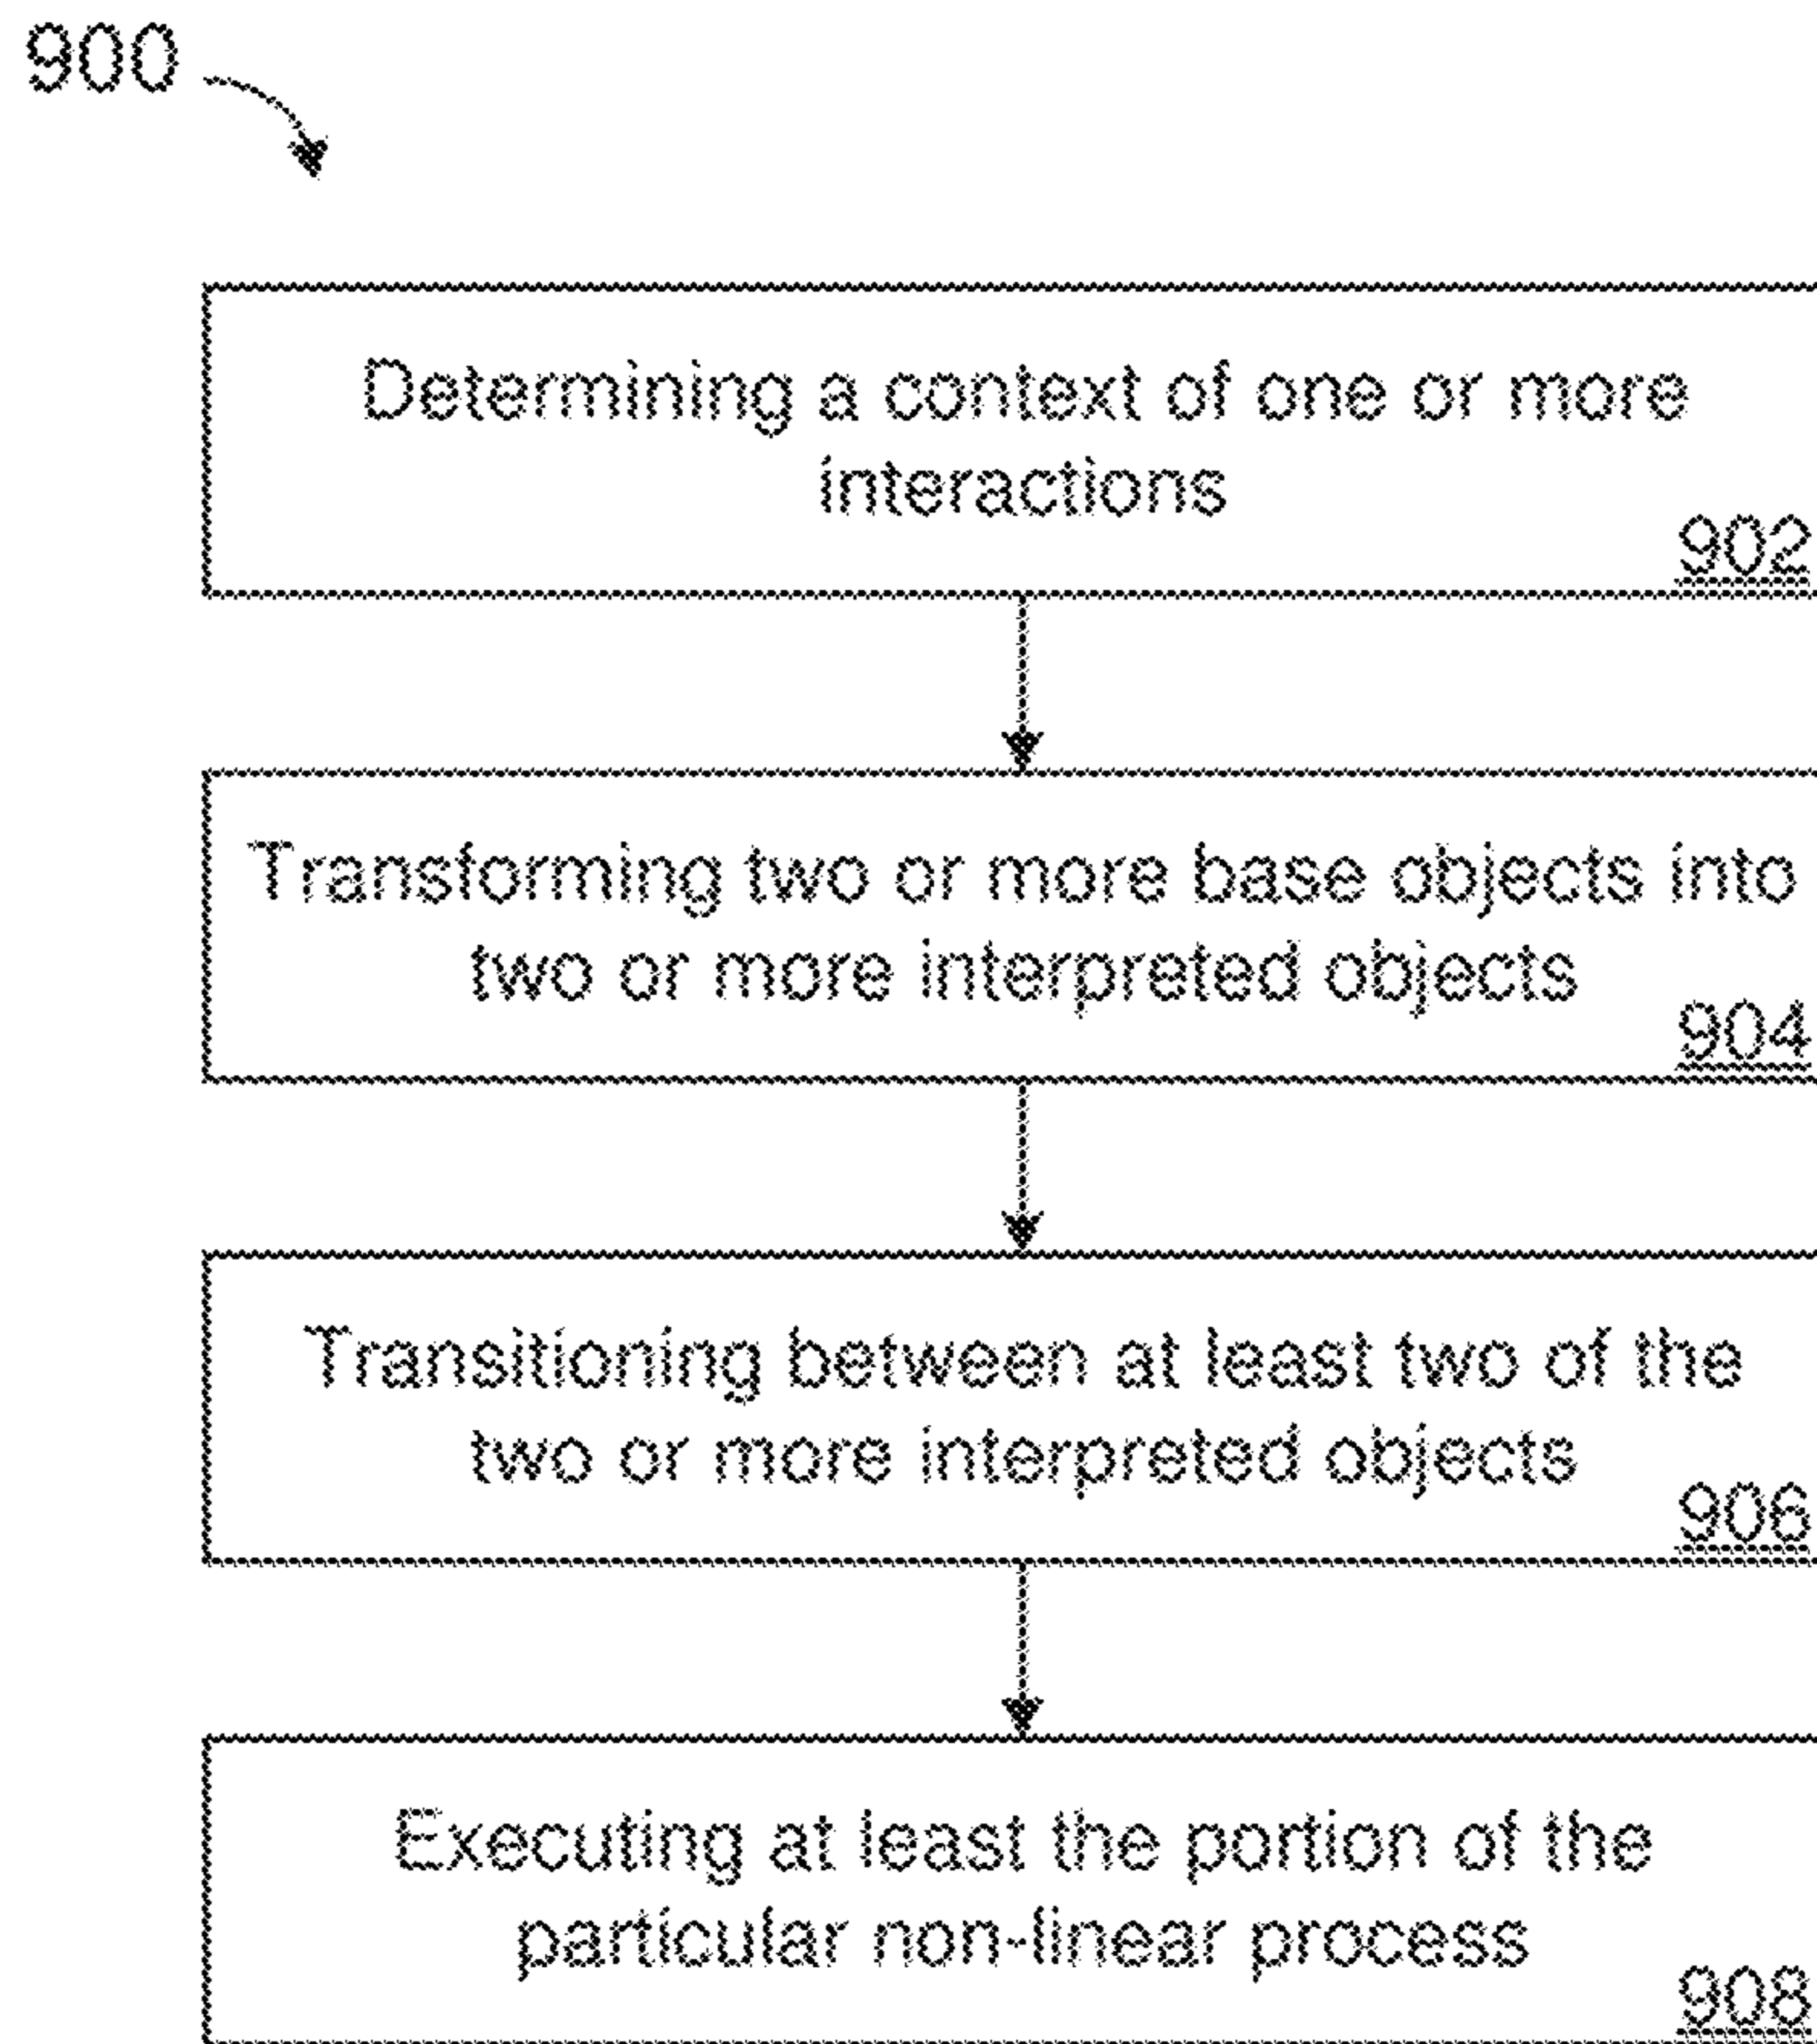 900
Determining a context of one or more
interactions
902
Transforming two or more base objects into
two or more interpreted objects
904
Transitioning between at least two of the
two or more interpreted objects
906
Executing at least the portion of the
particular non-linear process
908